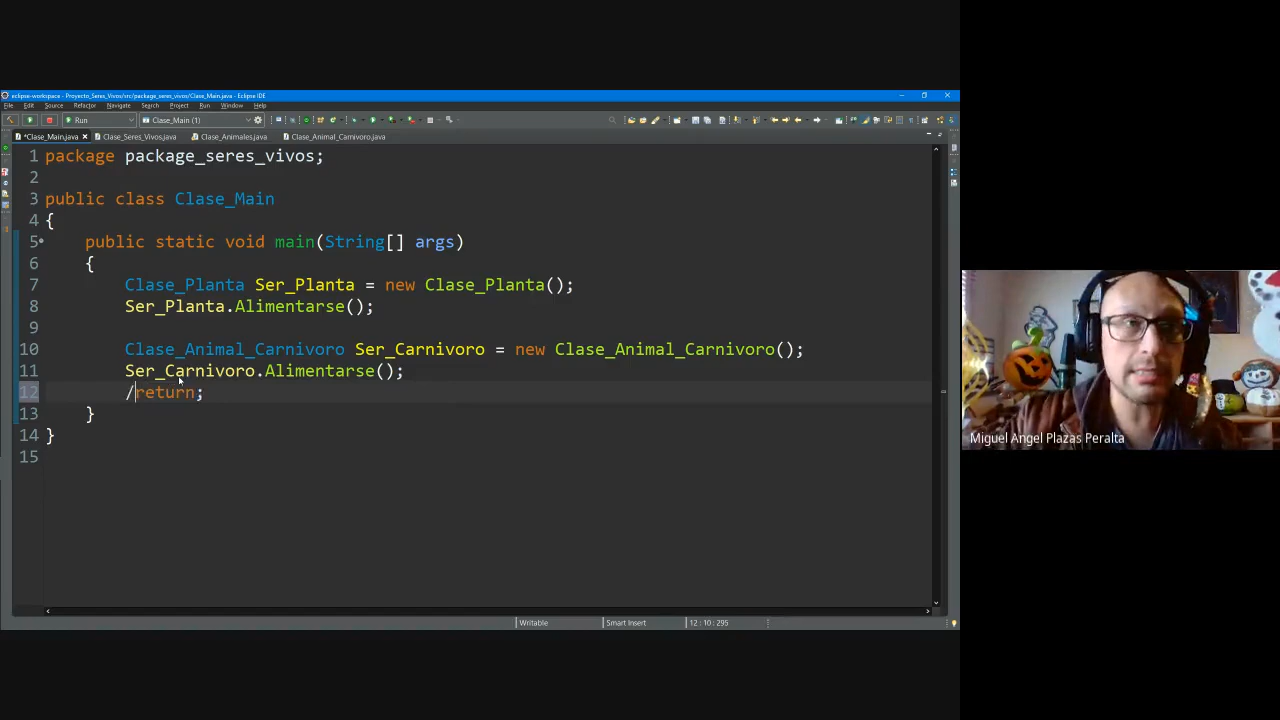 eclipse-workspace - Proyecto_Seres_Vivos/src/package_seres_vivos/Clase_Main.java - Eclipse IDE
File Edit Source Refactor Navigate Search Project Run Window Help
Run Clase_Main (1)
*Clase_Main.java Clase_Seres_Vivos.java Clase_Animales.java Clase_Animal_Carnivoro.java
1 package package_seres_vivos;
2
3 public class Clase_Main
4 {
5 public static void main(String[] args)
6 {
7 Clase_Planta Ser_Planta = new Clase_Planta();
8 Ser_Planta.Alimentarse();
9
10 Clase_Animal_Carnivoro Ser_Carnivoro = new Clase_Animal_Carnivoro();
11 Ser_Carnivoro.Alimentarse();
12 /return;
13 }
14 }
15
Writable Smart Insert 12 : 10 : 295
Miguel Angel Plazas Peralta